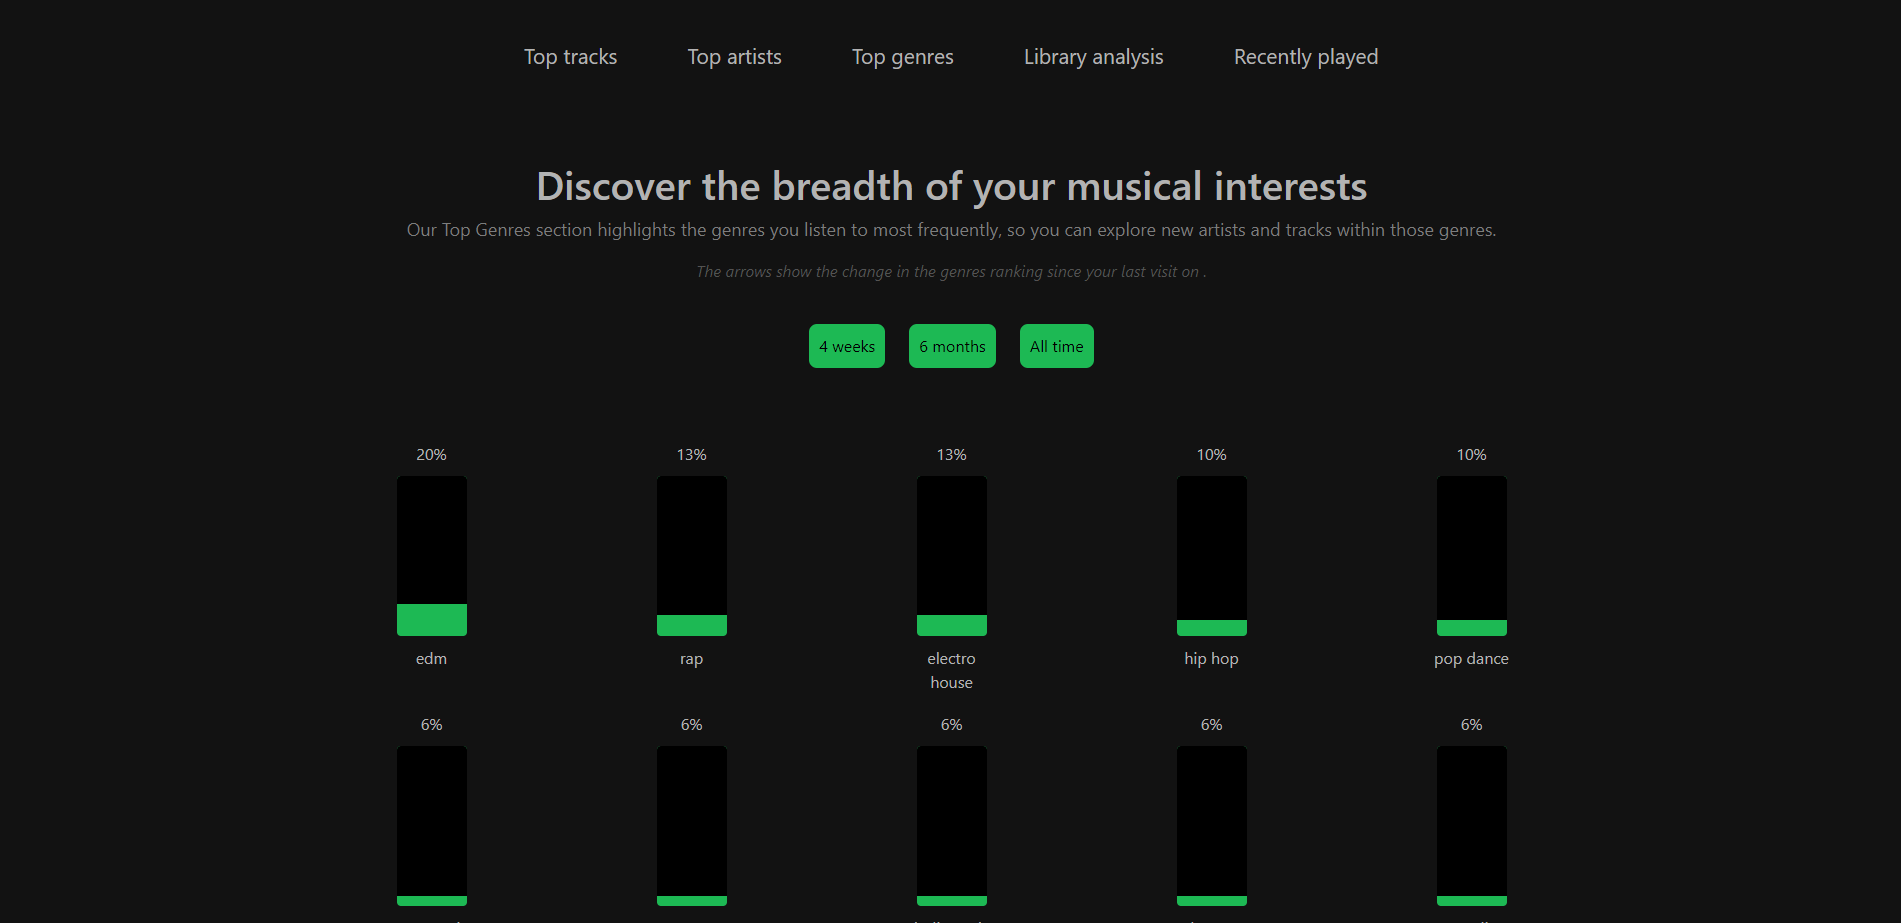 Top tracks Top artists Top genres Library analysis Recently played
Discover the breadth of your musical interests
Our Top Genres section highlights the genres you listen to most frequently, so you can explore new artists and tracks within those genres.
The arrows show the change in the genres ranking since your last visit on .
4 weeks 6 months All time
20% 13% 13% 10% 10%
edm rap electro hip hop pop dance
house
6% 6% 6% 6% 6%